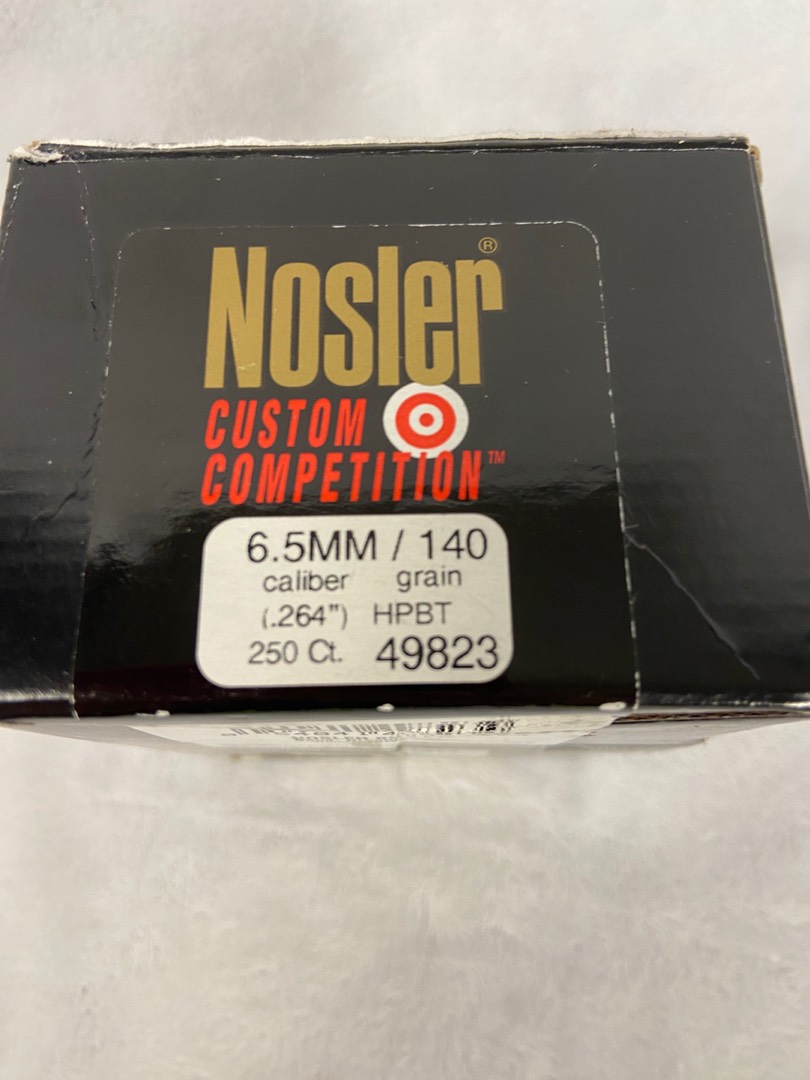 Nosler®
CUSTOM
COMPETITION™
6.5MM / 140
caliber grain
(.264") HPBT
250 Ct. 49823